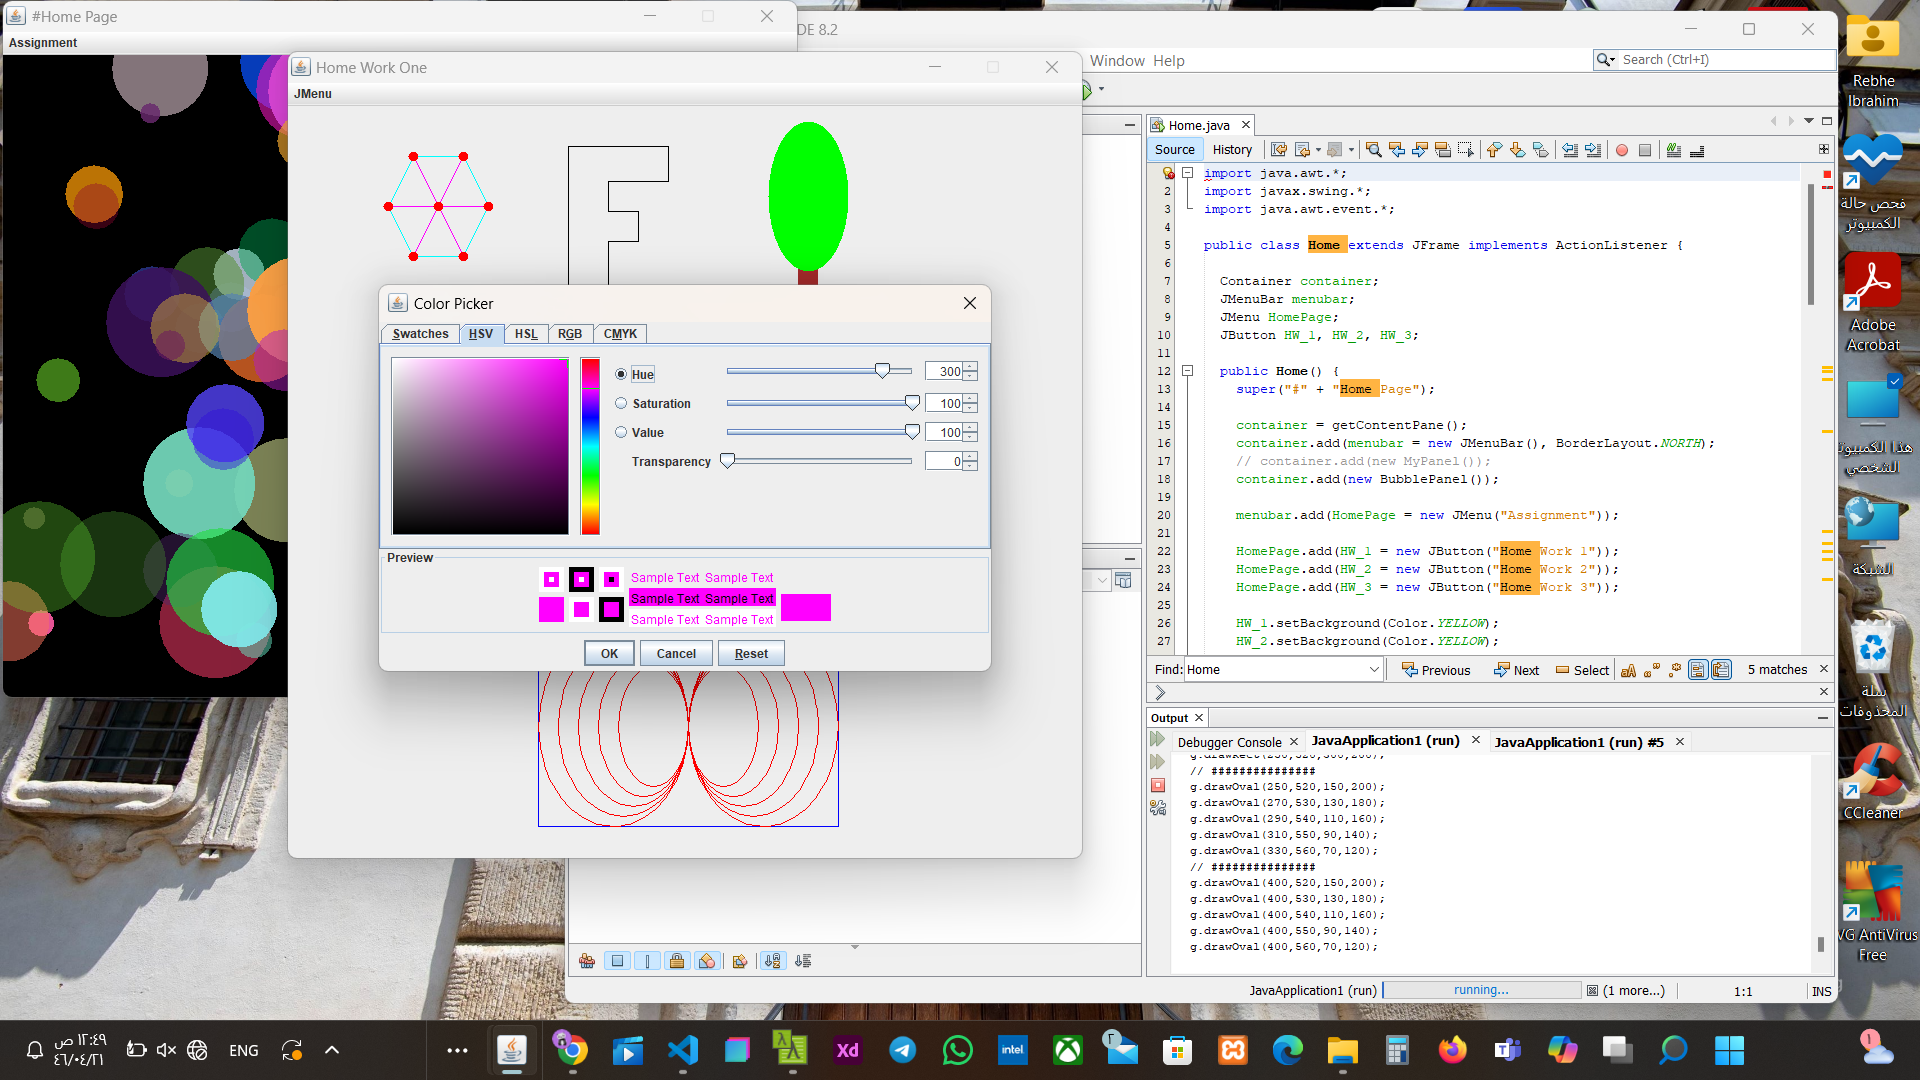 #Home Page
Assignment
DE 8.2
Home Work One
JMenu
Window Help
Search (Ctrl+I)
Home.java
Source History
1 import java.awt.*;
2 import javax.swing.*;
3 import java.awt.event.*;
4
5 public class Home extends JFrame implements ActionListener {
6
7 Container container;
8 JMenuBar menubar;
9 JMenu HomePage;
10 JButton HW_1, HW_2, HW_3;
11
12 public Home() {
13 super("#" + "Home Page");
14
15 container = getContentPane();
16 container.add(menubar = new JMenuBar(), BorderLayout.NORTH);
17 // container.add(new MyPanel());
18 container.add(new BubblePanel());
19
20 menubar.add(HomePage = new JMenu("Assignment"));
21
22 HomePage.add(HW_1 = new JButton("Home Work 1"));
23 HomePage.add(HW_2 = new JButton("Home Work 2"));
24 HomePage.add(HW_3 = new JButton("Home Work 3"));
25
26 HW_1.setBackground(Color.YELLOW);
27 HW_2.setBackground(Color.YELLOW);
Find: Home Previous Next Select aA 5 matches
Color Picker
Swatches HSV HSL RGB CMYK
Hue 300
Saturation 100
Value 100
Transparency 0
Preview
Sample Text Sample Text
Sample Text Sample Text
Sample Text Sample Text
OK Cancel Reset
Output
Debugger Console JavaApplication1 (run) JavaApplication1 (run) #5
// ###############
g.drawOval(250,520,150,200);
g.drawOval(270,530,130,180);
g.drawOval(290,540,110,160);
g.drawOval(310,550,90,140);
g.drawOval(330,560,70,120);
// ###############
g.drawOval(400,520,150,200);
g.drawOval(400,530,130,180);
g.drawOval(400,540,110,160);
g.drawOval(400,550,90,140);
g.drawOval(400,560,70,120);
JavaApplication1 (run) running... (1 more...) 1:1 INS
Rebhe
Ibrahim
فحص حالة
الكمبيوتر
Adobe
Acrobat
هذا الكمبيوتر
الشخصي
الشبكة
سلة
المحذوفات
CCleaner
VG AntiVirus
Free
١٢:٤٩ ص
٤٦/٠٤/٢١
ENG
Xd
intel
٢
١